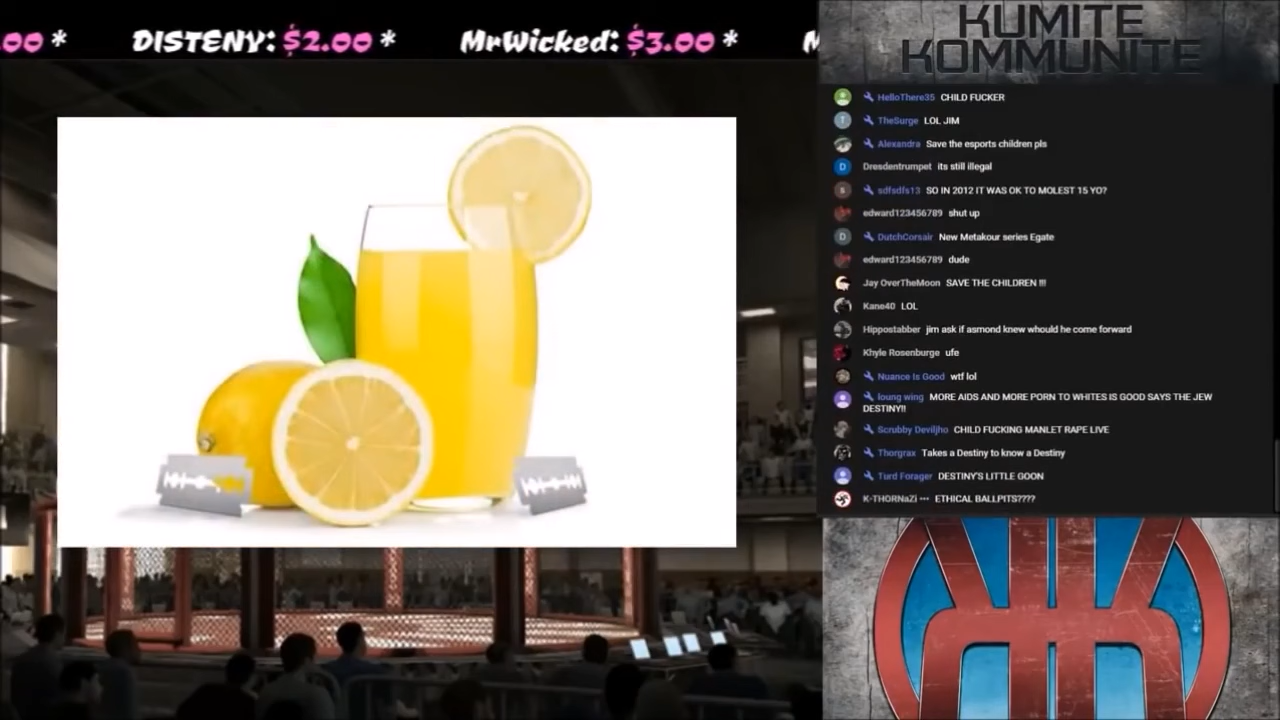 .00 * DISTENY: $2.00 * MrWicked: $3.00 * M
KUMITE
KOMMUNITE
HelloThere35 CHILD FUCKER
T TheSurge LOL JIM
Alexandra Save the esports children pls
D Dresdentrumpet its still illegal
S sdfsdfs13 SO IN 2012 IT WAS OK TO MOLEST 15 YO?
edward123456789 shut up
D DutchCorsair New Metakour series Egate
edward123456789 dude
Jay OverTheMoon SAVE THE CHILDREN !!!
Kane40 LOL
Hippostabber jim ask if asmond knew whould he come forward
Khyle Rosenburge ufe
Nuance Is Good wtf lol
loung wing MORE AIDS AND MORE PORN TO WHITES IS GOOD SAYS THE JEW
DESTINY!!
Scrubby Deviljho CHILD FUCKING MANLET RAPE LIVE
Thorgrax Takes a Destiny to know a Destiny
Turd Forager DESTINY'S LITTLE GOON
K-THORNaZi ••• ETHICAL BALLPITS????
KK